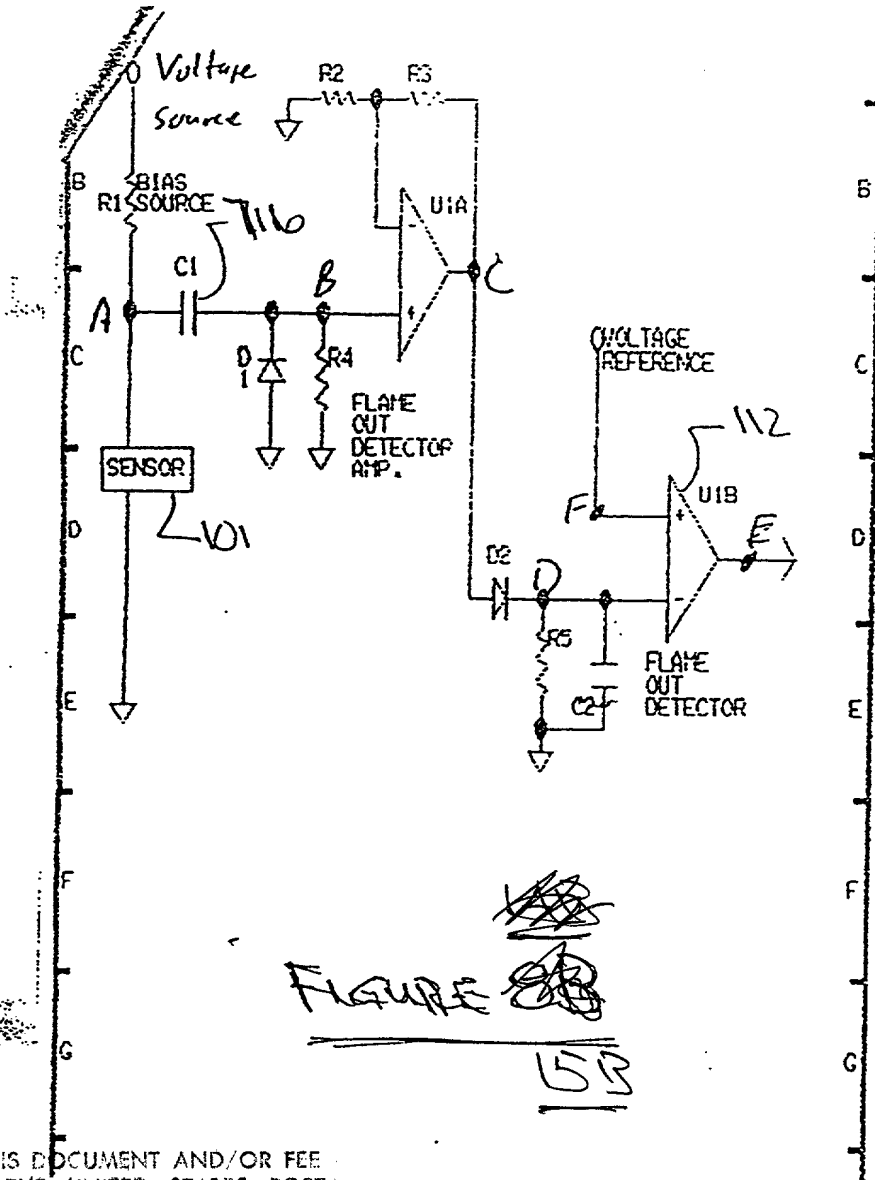 Voltage
source
R2
R3
B
B
BIAS
R1 SOURCE
116
U1A
C1
B
C
A
VOLTAGE
REFERENCE
C
C
D
1
R4
FLAME
OUT
DETECTOR
AMP.
112
SENSOR
U1B
F
E
D
D
101
D2
D
R5
FLAME
OUT
DETECTOR
C2
E
E
F
F
FIGURE
15B
G
G
IS DOCUMENT AND/OR FEE